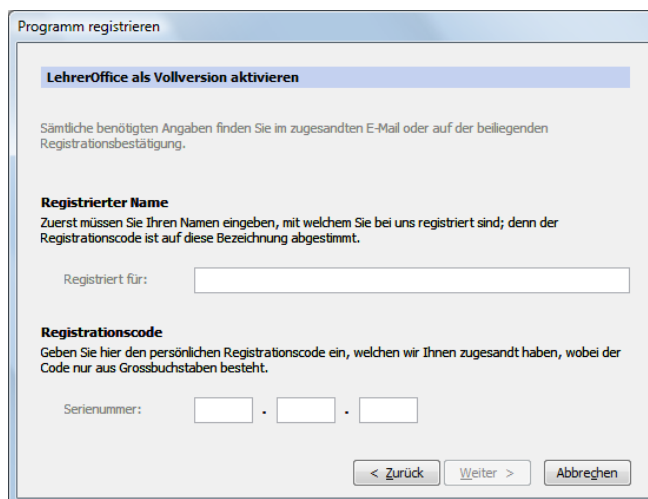 Programm registrieren
LehrerOffice als Vollversion aktivieren
Sämtliche benötigten Angaben finden Sie im zugesandten E-Mail oder auf der beiliegenden
Registrationsbestätigung.
Registrierter Name
Zuerst müssen Sie Ihren Namen eingeben, mit welchem Sie bei uns registriert sind; denn der
Registrationscode ist auf diese Bezeichnung abgestimmt.
Registriert für:
Registrationscode
Geben Sie hier den persönlichen Registrationscode ein, welchen wir Ihnen zugesandt haben, wobei der
Code nur aus Grossbuchstaben besteht.
Serienummer: . .
< Zurück Weiter > Abbrechen